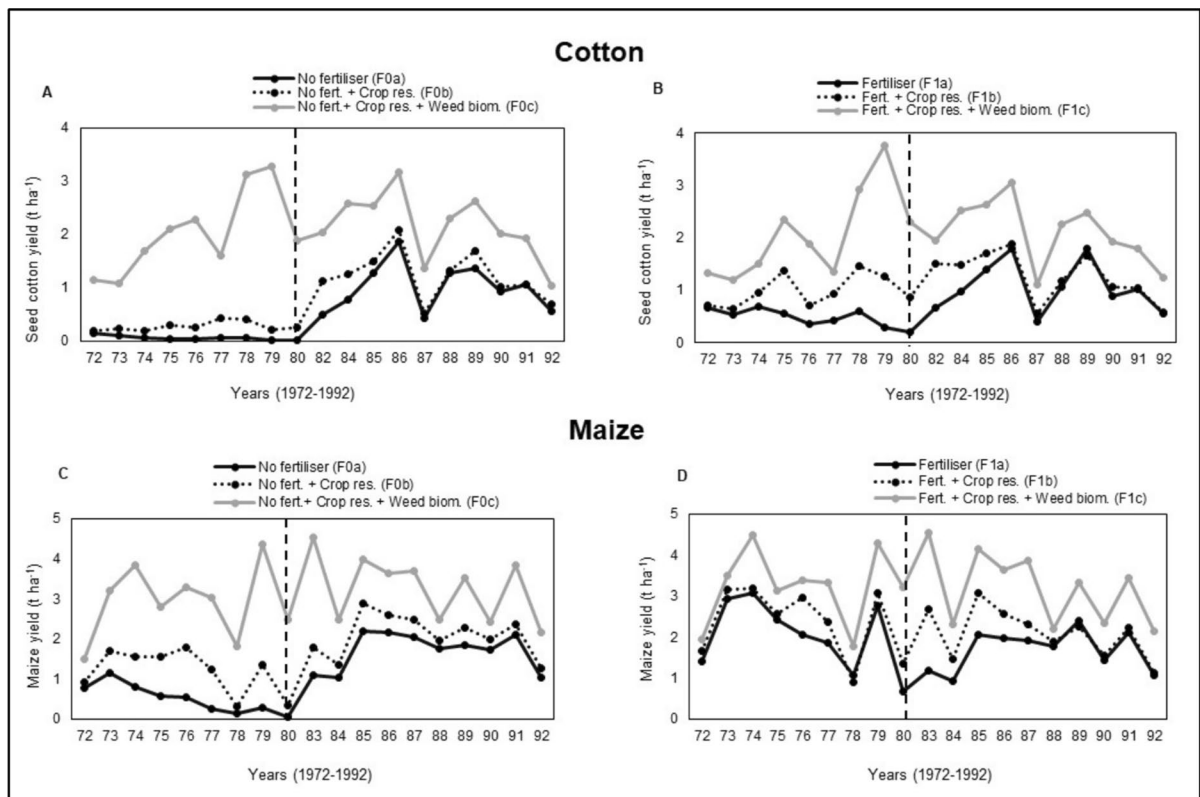 Cotton
A
No fertiliser (F0a)
No fert. + Crop res. (F0b)
No fert.+ Crop res. + Weed biom. (F0c)
Seed cotton yield (t ha⁻¹)
4
3
2
1
0
72 73 74 75 76 77 78 79 80 82 84 85 86 87 88 89 90 91 92
Years (1972-1992)
B
Fertiliser (F1a)
Fert. + Crop res. (F1b)
Fert. + Crop res. + Weed biom. (F1c)
Seed cotton yield (t ha⁻¹)
4
3
2
1
0
72 73 74 75 76 77 78 79 80 82 84 85 86 87 88 89 90 91 92
Years (1972-1992)
Maize
C
No fertiliser (F0a)
No fert. + Crop res. (F0b)
No fert.+ Crop res. + Weed biom. (F0c)
Maize yield (t ha⁻¹)
5
4
3
2
1
0
72 73 74 75 76 77 78 79 80 83 84 85 86 87 88 89 90 91 92
Years (1972-1992)
D
Fertiliser (F1a)
Fert. + Crop res. (F1b)
Fert. + Crop res. + Weed biom. (F1c)
Maize yield (t ha⁻¹)
5
4
3
2
1
0
72 73 74 75 76 77 78 79 80 83 84 85 86 87 88 89 90 91 92
Years (1972-1992)